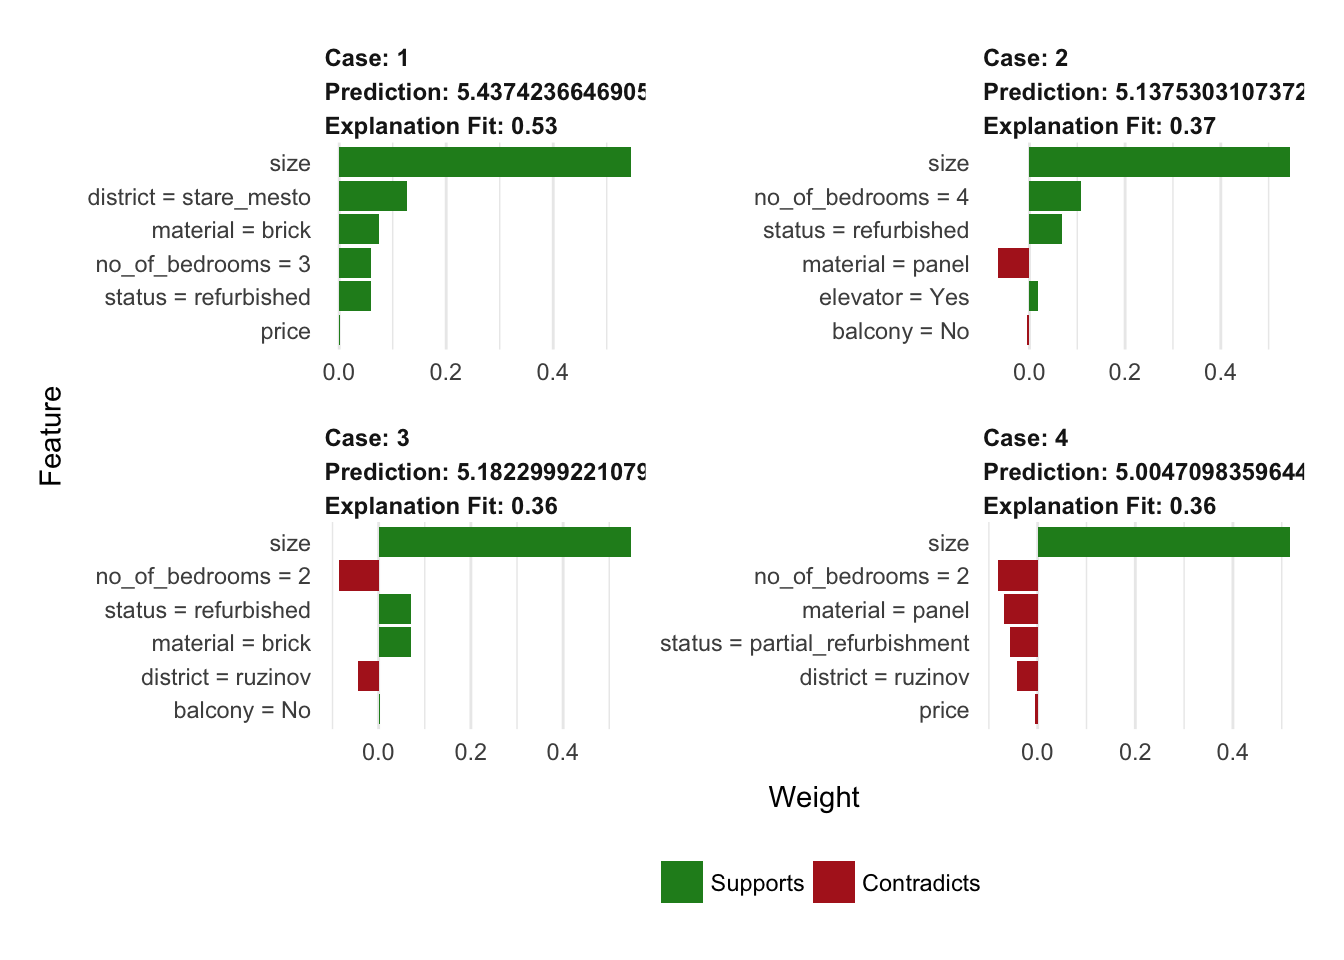 Case: 1
Prediction: 5.4374236646905
Explanation Fit: 0.53
size
district = stare_mesto
material = brick
no_of_bedrooms = 3
status = refurbished
price
0.0 0.2 0.4
Case: 2
Prediction: 5.1375303107372
Explanation Fit: 0.37
size
no_of_bedrooms = 4
status = refurbished
material = panel
elevator = Yes
balcony = No
0.0 0.2 0.4
Feature
Case: 3
Prediction: 5.1822999221079
Explanation Fit: 0.36
size
no_of_bedrooms = 2
status = refurbished
material = brick
district = ruzinov
balcony = No
0.0 0.2 0.4
Case: 4
Prediction: 5.0047098359644
Explanation Fit: 0.36
size
no_of_bedrooms = 2
material = panel
status = partial_refurbishment
district = ruzinov
price
0.0 0.2 0.4
Weight
Supports Contradicts